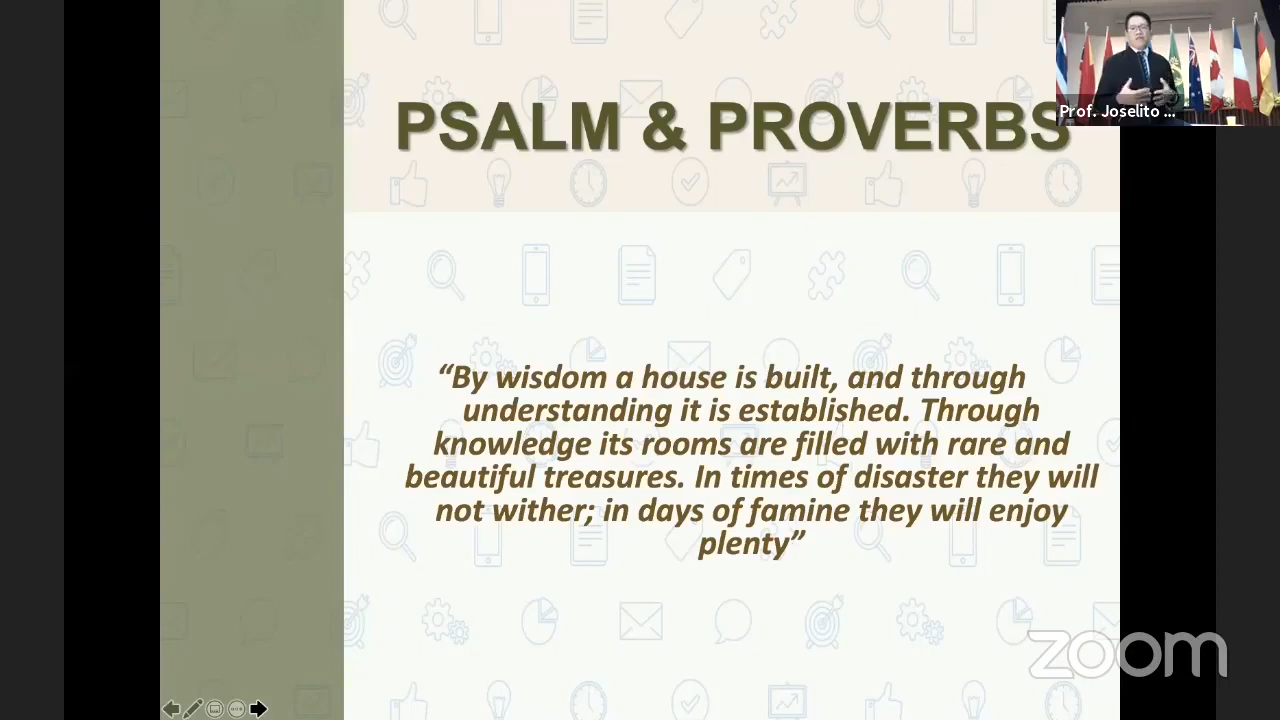 PSALM & PROVERBS
Prof. Joselito ...
“By wisdom a house is built, and through
understanding it is established. Through
knowledge its rooms are filled with rare and
beautiful treasures. In times of disaster they will
not wither; in days of famine they will enjoy
plenty”
zoom